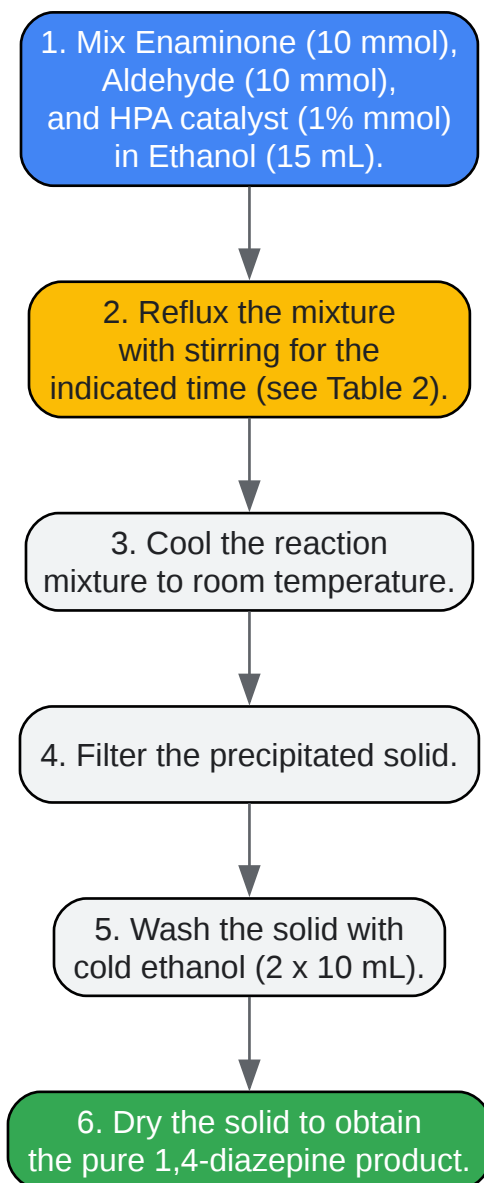 1. Mix Enaminone (10 mmol),
Aldehyde (10 mmol),
and HPA catalyst (1% mmol)
in Ethanol (15 mL).
2. Reflux the mixture
with stirring for the
indicated time (see Table 2).
3. Cool the reaction
mixture to room temperature.
4. Filter the precipitated solid.
5. Wash the solid with
cold ethanol (2 x 10 mL).
6. Dry the solid to obtain
the pure 1,4-diazepine product.